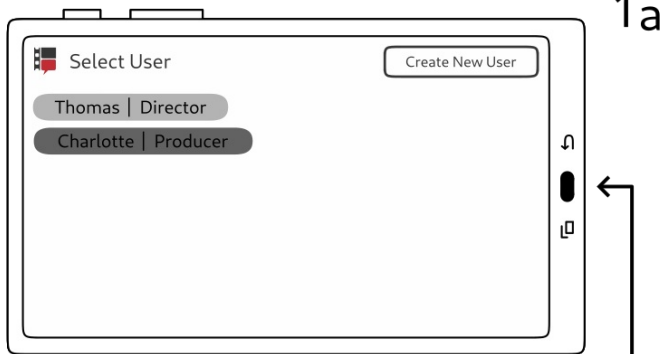 1a
Select User
Create New User
Thomas | Director
Charlotte | Producer